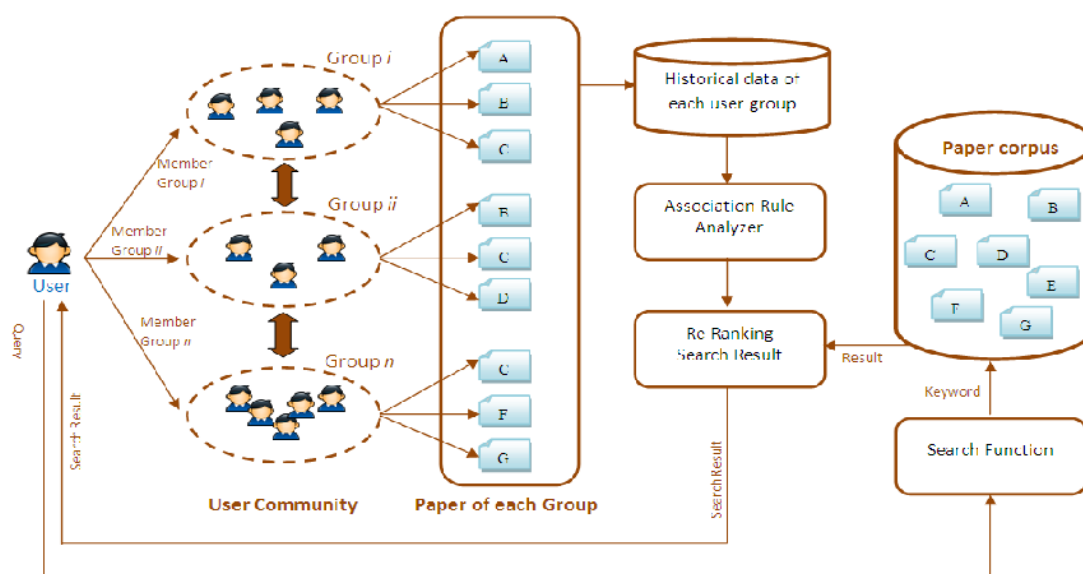 Group i
A
B
C
Historical data of
each user group
Paper corpus
A
B
C
D
E
F
G
Member
Group i
Group ii
Association Rule
Analyzer
B
C
D
Member
Group ii
User
Member
Group n
Group n
Re Ranking
Search Result
Result
Keyword
C
F
G
Search Function
Query
Search Result
Search Result
User Community
Paper of each Group